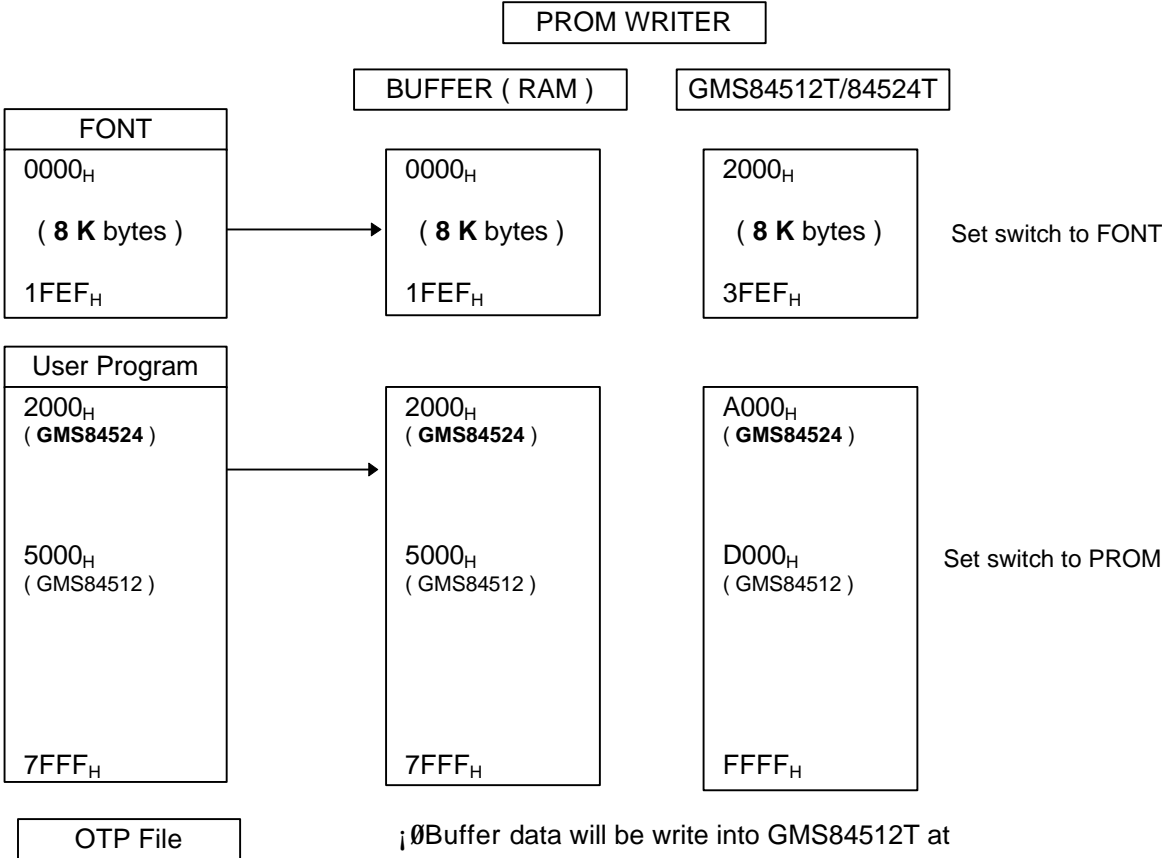 PROM WRITER
BUFFER ( RAM )
GMS84512T/84524T
FONT
0000H
( 8 K bytes )
1FEFH
0000H
( 8 K bytes )
1FEFH
2000H
( 8 K bytes )
3FEFH
Set switch to FONT
User Program
2000H
( GMS84524 )
5000H
( GMS84512 )
7FFFH
2000H
( GMS84524 )
5000H
( GMS84512 )
7FFFH
A000H
( GMS84524 )
D000H
( GMS84512 )
FFFFH
Set switch to PROM
OTP File
¡ØBuffer data will be write into GMS84512T at